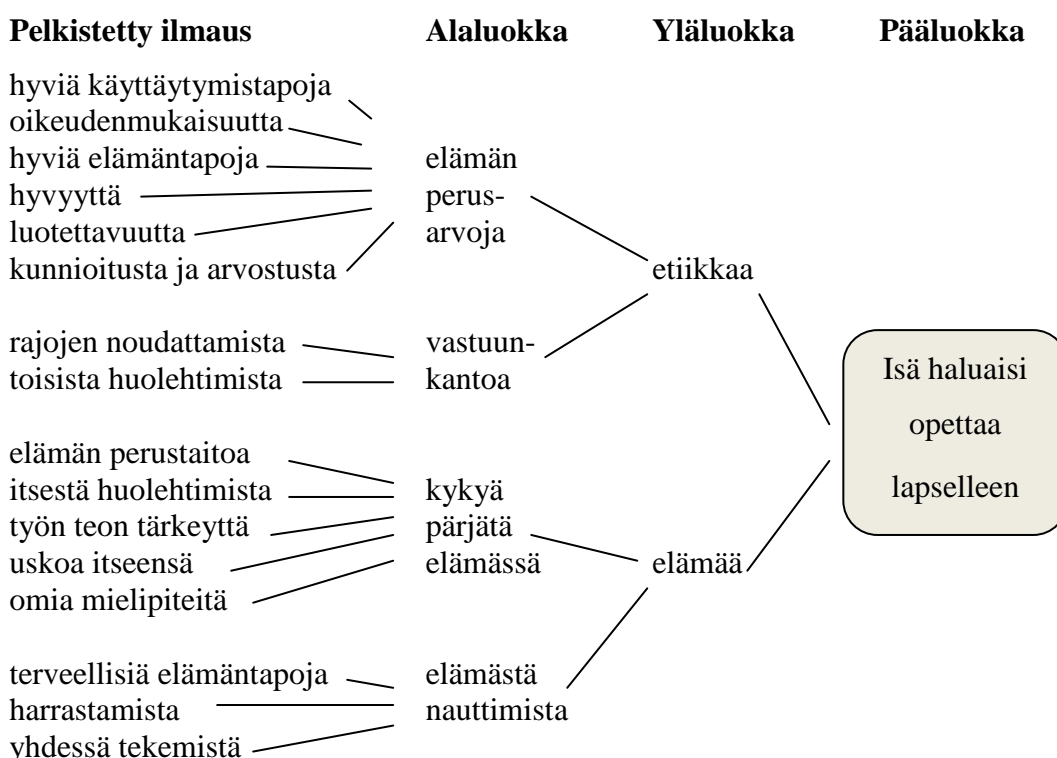 Pelkistetty ilmaus Alaluokka Yläluokka Pääluokka
hyviä käyttäytymistapoja
oikeudenmukaisuutta
hyviä elämäntapoja
hyvyyttä
luotettavuutta
kunnioitusta ja arvostusta
elämän
perus-
arvoja
rajojen noudattamista
toisista huolehtimista
vastuun-
kantoa
etiikkaa
elämän perustaitoa
itsestä huolehtimista
työn teon tärkeyttä
uskoa itseensä
omia mielipiteitä
kykyä
pärjätä
elämässä
terveellisiä elämäntapoja
harrastamista
yhdessä tekemistä
elämästä
nauttimista
elämää
Isä haluaisi
opettaa
lapselleen